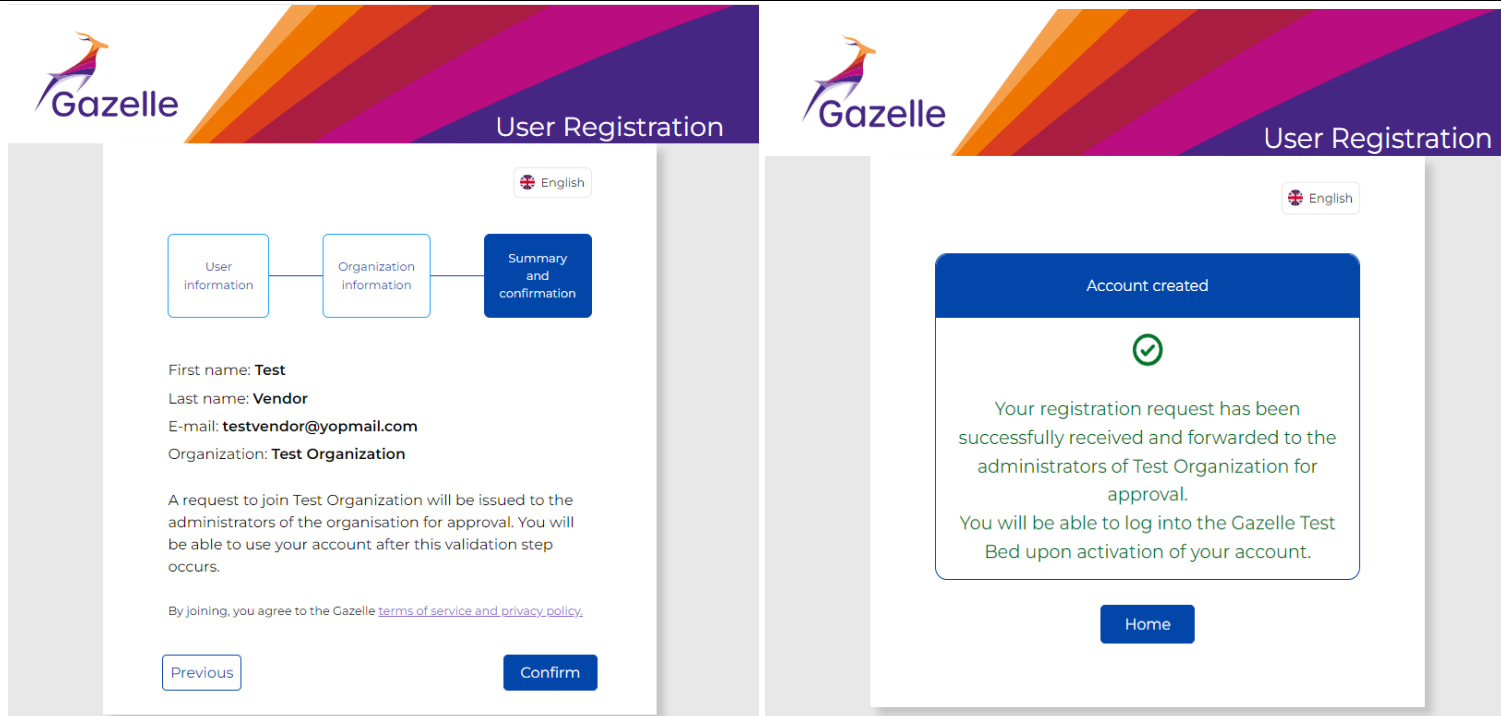 Gazelle
User Registration
English
User
information
Organization
information
Summary
and
confirmation
First name: Test
Last name: Vendor
E-mail: testvendor@yopmail.com
Organization: Test Organization
A request to join Test Organization will be issued to the
administrators of the organisation for approval. You will
be able to use your account after this validation step
occurs.
By joining, you agree to the Gazelle terms of service and privacy policy.
Previous
Confirm
Gazelle
User Registration
English
Account created
Your registration request has been
successfully received and forwarded to the
administrators of Test Organization for
approval.
You will be able to log into the Gazelle Test
Bed upon activation of your account.
Home